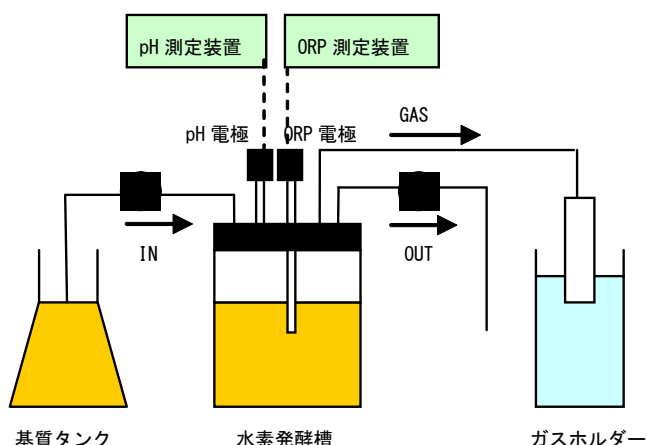 pH 測定装置
ORP 測定装置
GAS
pH 電極
ORP 電極
IN
OUT
基質タンク
水素発酵槽
ガスホルダー